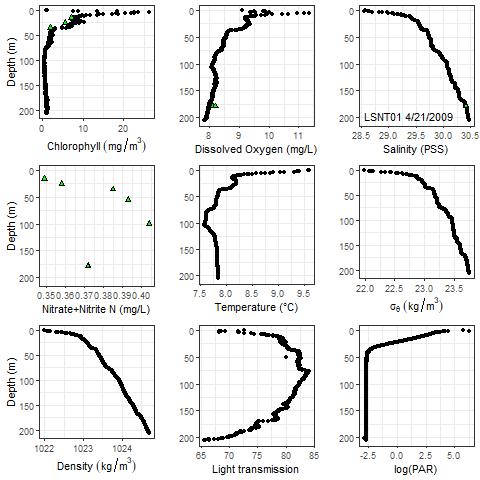 Depth (m)
0
50
100
150
200
0
10
20
Chlorophyll (mg/m³)
0
50
100
150
200
8
9
10
11
Dissolved Oxygen (mg/L)
0
50
100
150
200
LSNT01 4/21/2009
28.5 29.0 29.5 30.0 30.5
Salinity (PSS)
Depth (m)
0
50
100
150
200
0.35 0.36 0.37 0.38 0.39 0.40
Nitrate+Nitrite N (mg/L)
0
50
100
150
200
7.5 8.0 8.5 9.0 9.5
Temperature (°C)
0
50
100
150
200
22.0 22.5 23.0 23.5
σθ (kg/m³)
Depth (m)
0
50
100
150
200
1022 1023 1024
Density (kg/m³)
0
50
100
150
200
65 70 75 80 85
Light transmission
0
50
100
150
200
-2.5 0.0 2.5 5.0
log(PAR)